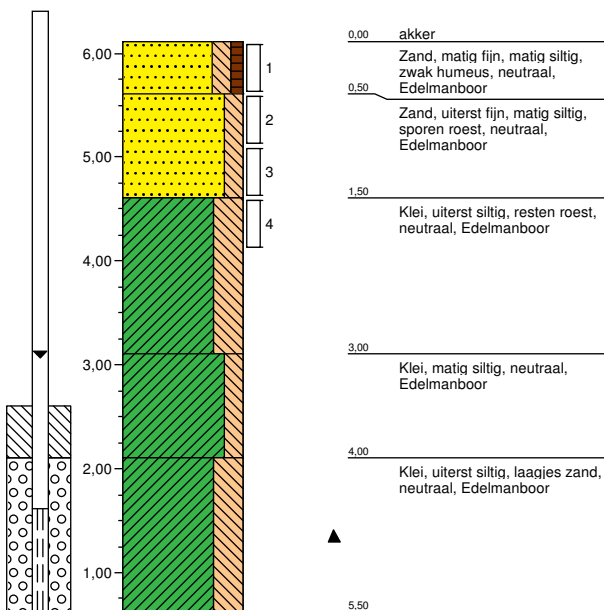 6,00
5,00
4,00
3,00
2,00
1,00
1
2
3
4
0,00 akker
Zand, matig fijn, matig siltig,
zwak humeus, neutraal,
Edelmanboor
0,50
Zand, uiterst fijn, matig siltig,
sporen roest, neutraal,
Edelmanboor
1,50
Klei, uiterst siltig, resten roest,
neutraal, Edelmanboor
3,00
Klei, matig siltig, neutraal,
Edelmanboor
4,00
Klei, uiterst siltig, laagjes zand,
neutraal, Edelmanboor
5,50